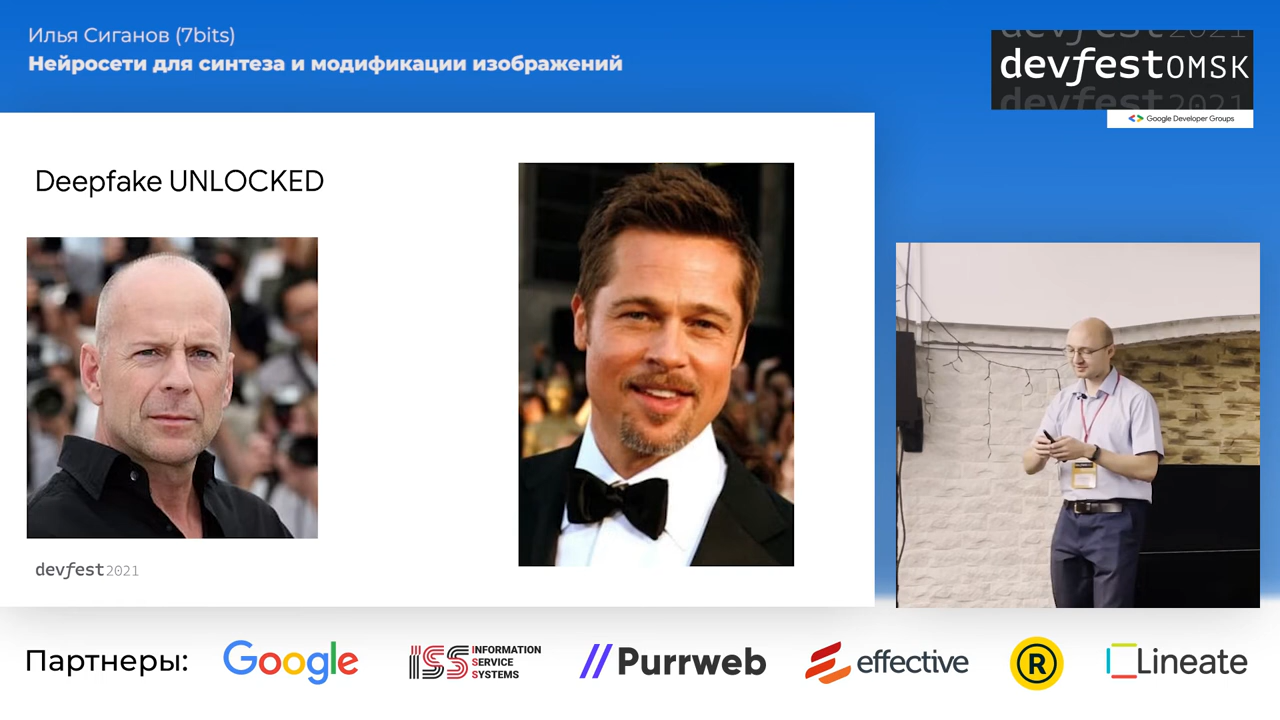 Илья Сиганов (7bits)
Нейросети для синтеза и модификации изображений
devfest2021
devfestOMSK
devfest2021
Google Developer Groups
Deepfake UNLOCKED
devfest2021
Партнеры:
Google
ISS INFORMATION SERVICE SYSTEMS
// Purrweb
effective
R
Lineate